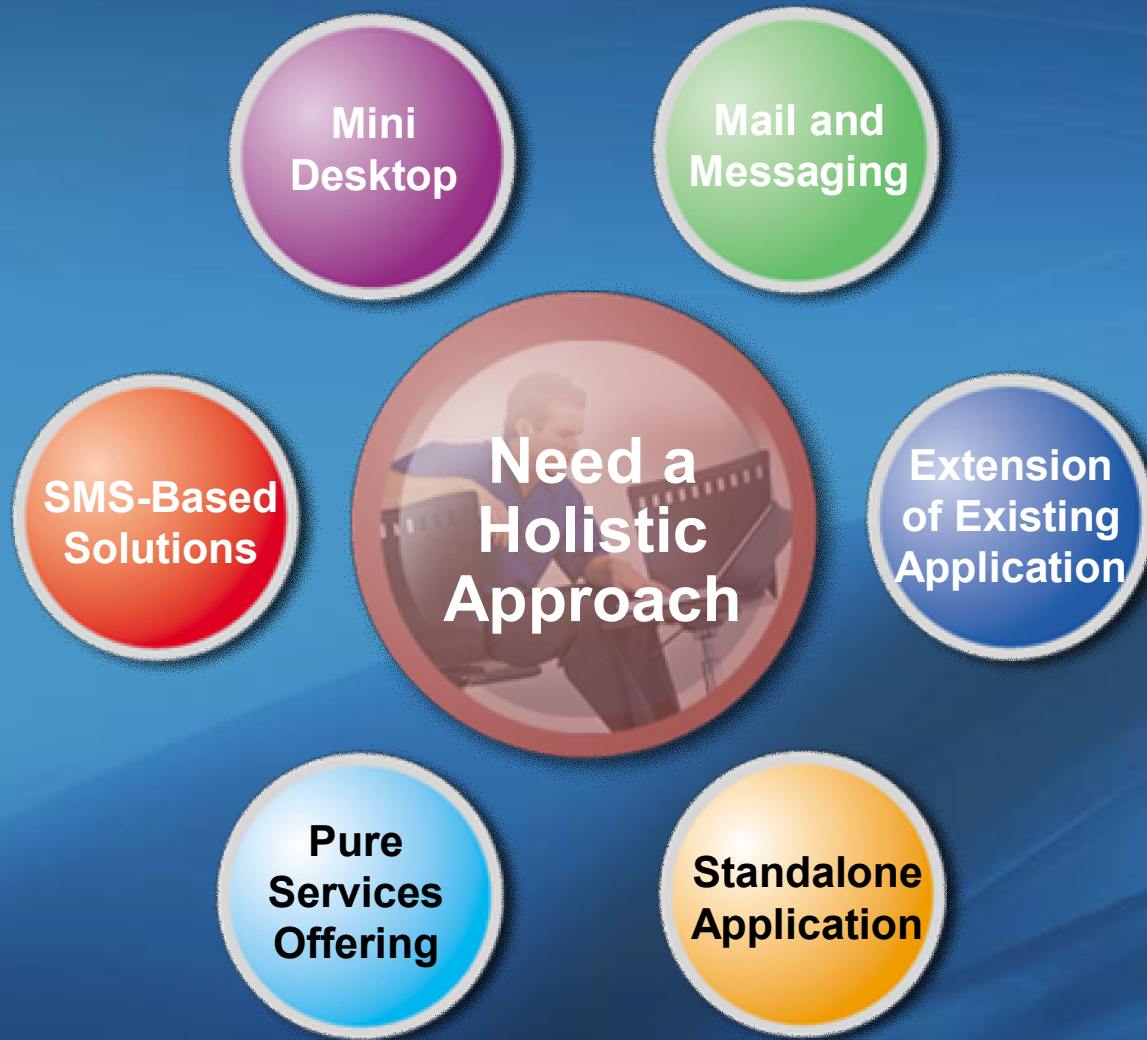 Mini
Desktop
Mail and
Messaging
SMS-Based
Solutions
Need a
Holistic
Approach
Extension
of Existing
Application
Pure
Services
Offering
Standalone
Application